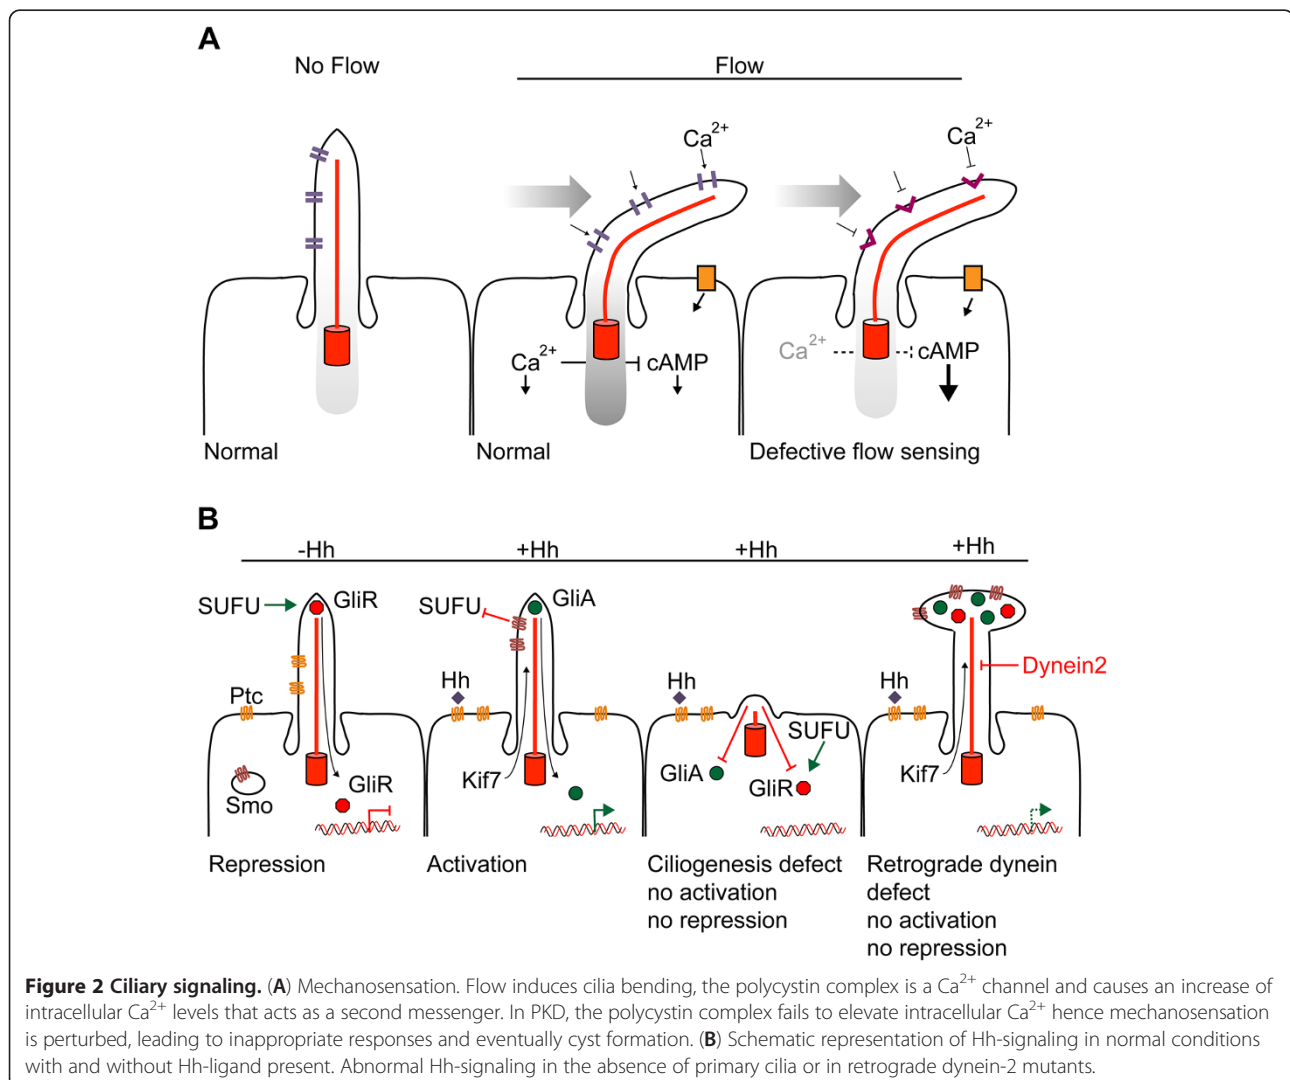 A
No Flow
Flow
Ca2+
Ca2+
Ca2+
cAMP
Ca2+
cAMP
Normal
Normal
Defective flow sensing
B
-Hh
+Hh
+Hh
+Hh
SUFU
GliR
SUFU
GliA
Dynein2
Ptc
Hh
Hh
Hh
SUFU
Smo
GliR
Kif7
GliA
GliR
Kif7
Repression
Activation
Ciliogenesis defect
no activation
no repression
Retrograde dynein
defect
no activation
no repression
Figure 2 Ciliary signaling. (A) Mechanosensation. Flow induces cilia bending, the polycystin complex is a Ca2+ channel and causes an increase of
intracellular Ca2+ levels that acts as a second messenger. In PKD, the polycystin complex fails to elevate intracellular Ca2+ hence mechanosensation
is perturbed, leading to inappropriate responses and eventually cyst formation. (B) Schematic representation of Hh-signaling in normal conditions
with and without Hh-ligand present. Abnormal Hh-signaling in the absence of primary cilia or in retrograde dynein-2 mutants.